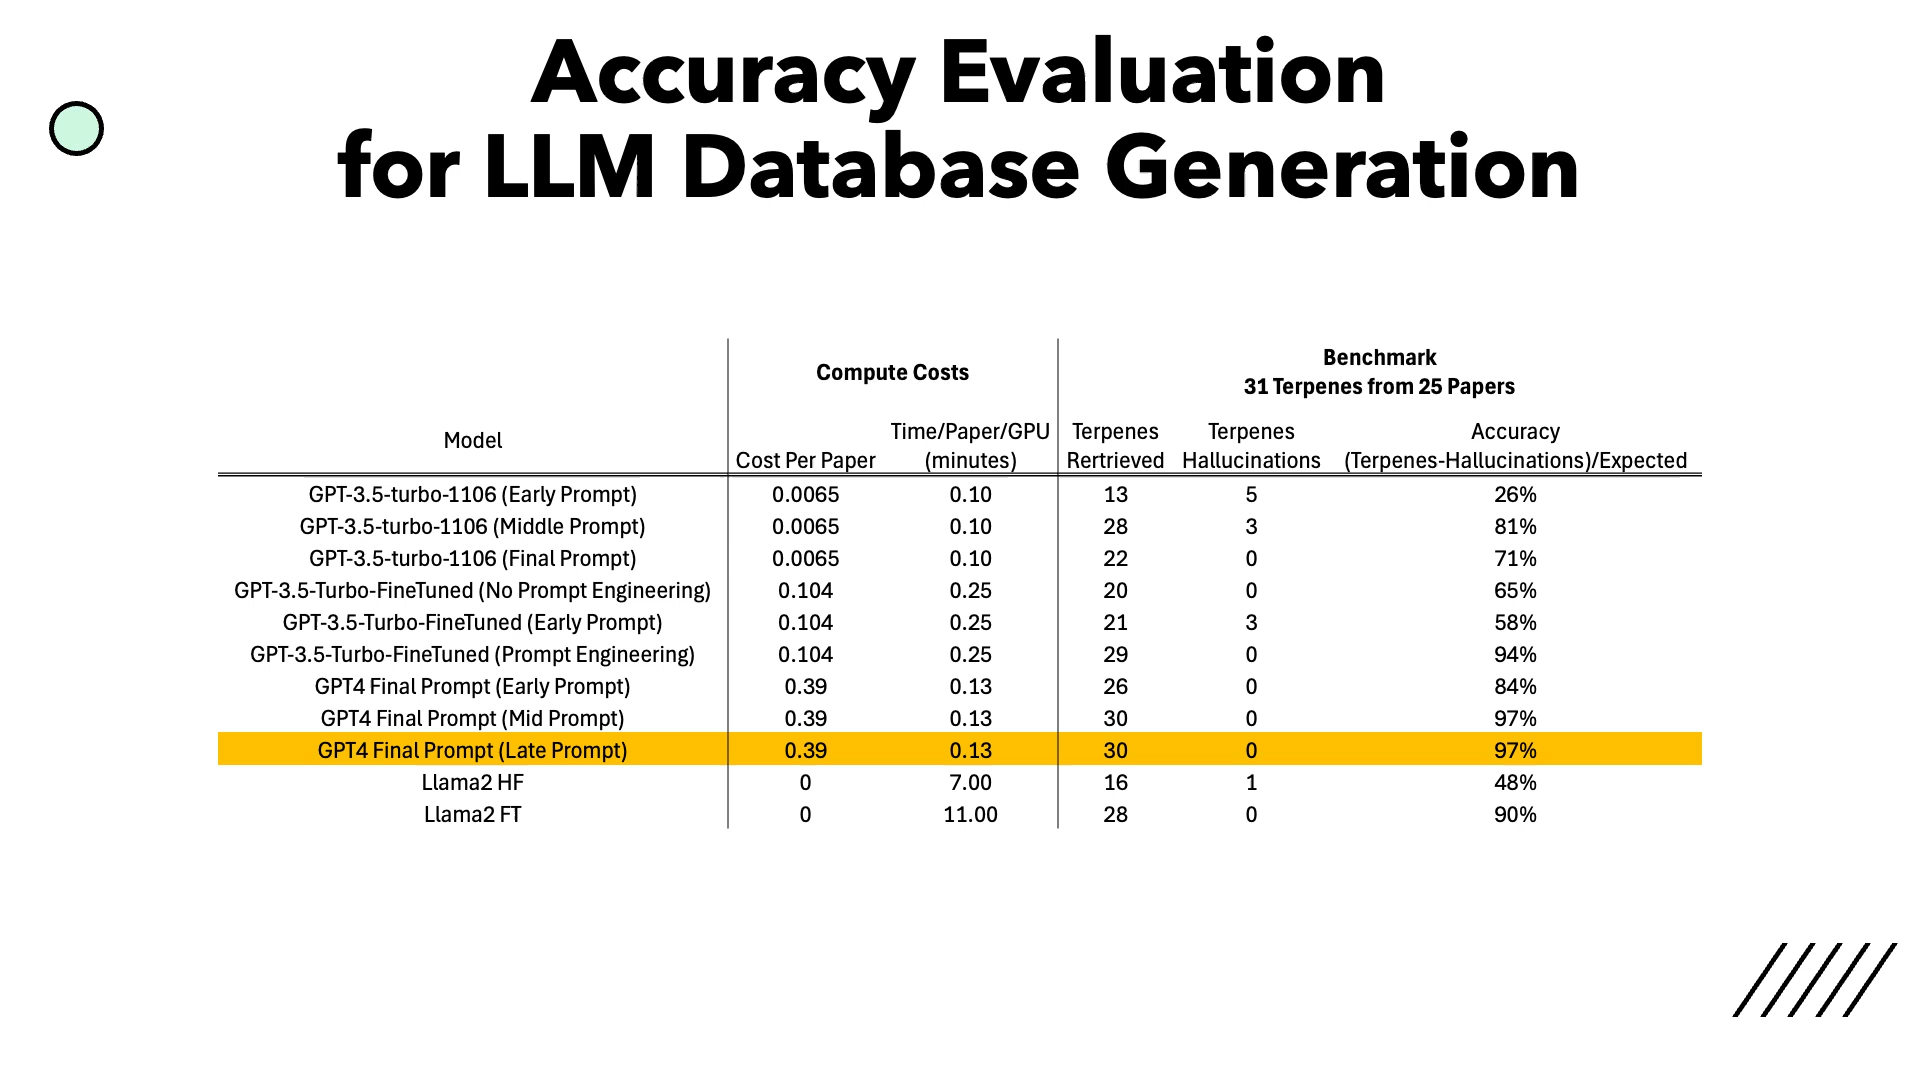 Accuracy Evaluation
for LLM Database Generation
Compute Costs
Benchmark
31 Terpenes from 25 Papers
Model
Cost Per Paper
Time/Paper/GPU
(minutes)
Terpenes
Rertrieved
Terpenes
Hallucinations
Accuracy
(Terpenes-Hallucinations)/Expected
GPT-3.5-turbo-1106 (Early Prompt) 0.0065 0.10 13 5 26%
GPT-3.5-turbo-1106 (Middle Prompt) 0.0065 0.10 28 3 81%
GPT-3.5-turbo-1106 (Final Prompt) 0.0065 0.10 22 0 71%
GPT-3.5-Turbo-FineTuned (No Prompt Engineering) 0.104 0.25 20 0 65%
GPT-3.5-Turbo-FineTuned (Early Prompt) 0.104 0.25 21 3 58%
GPT-3.5-Turbo-FineTuned (Prompt Engineering) 0.104 0.25 29 0 94%
GPT4 Final Prompt (Early Prompt) 0.39 0.13 26 0 84%
GPT4 Final Prompt (Mid Prompt) 0.39 0.13 30 0 97%
GPT4 Final Prompt (Late Prompt) 0.39 0.13 30 0 97%
Llama2 HF 0 7.00 16 1 48%
Llama2 FT 0 11.00 28 0 90%